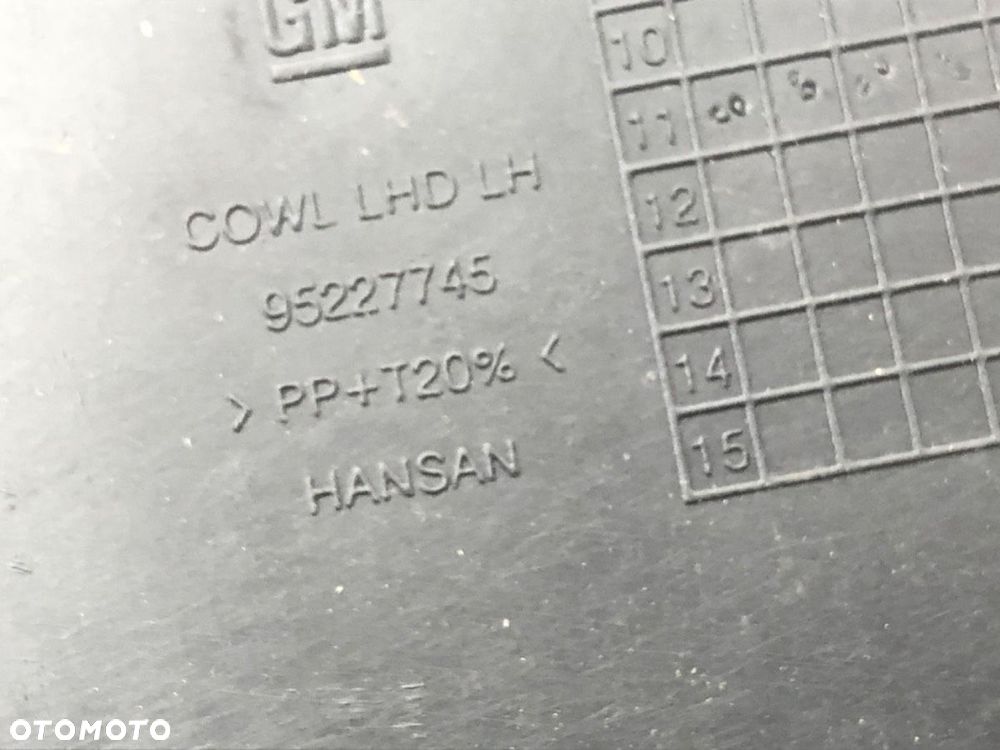 GM
COWL LHD LH
95227745
> PP+T20% <
HANSAN
10
11
12
13
14
15
OTOMOTO